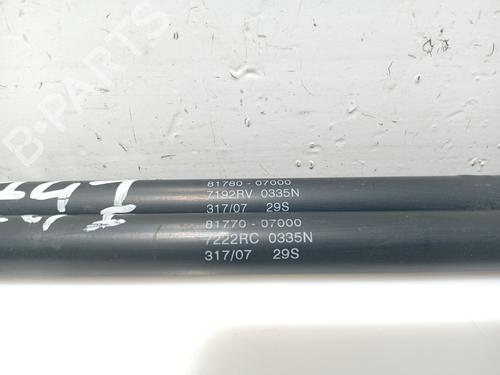 B-PARTS
81780 - 07000
7192RV 0335N
317/07 29S
81770 - 07000
7222RC 0335N
317/07 29S